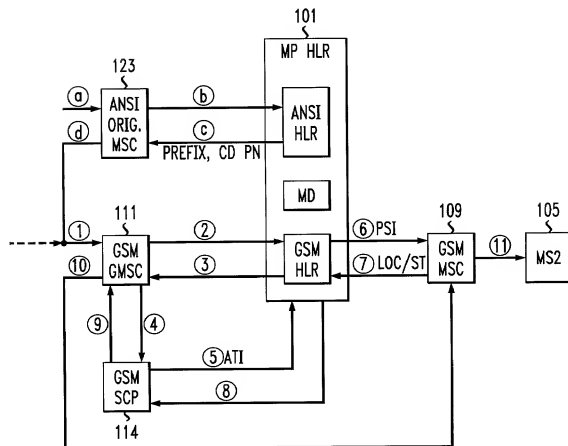 101
MP HLR
123
a
ANSI
ORIG.
MSC
b
ANSI
HLR
d
c
PREFIX, CD PN
MD
111
109
105
1
GSM
GMSC
2
GSM
HLR
6 PSI
GSM
MSC
11
MS2
10
3
7 LOC/ST
9
4
5 ATI
GSM
SCP
8
114